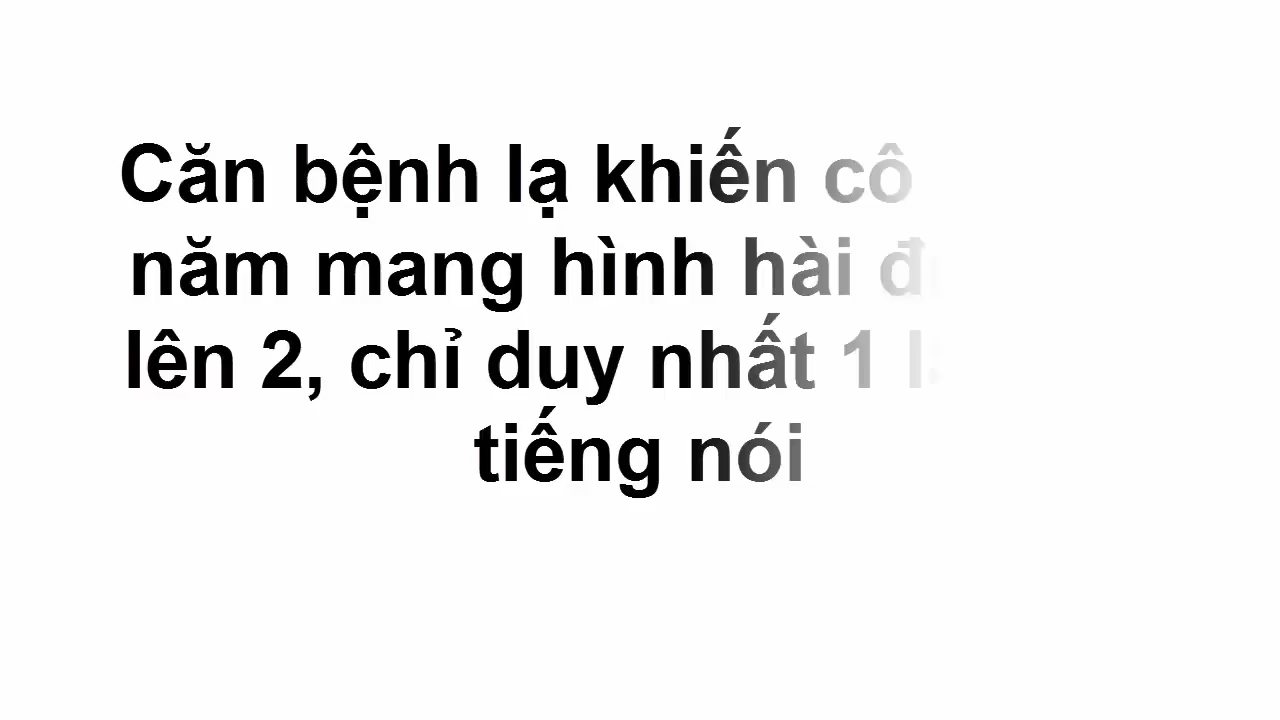 Căn bệnh lạ khiến cô
năm mang hình hài
lên 2, chỉ duy nhất 1
tiếng nói